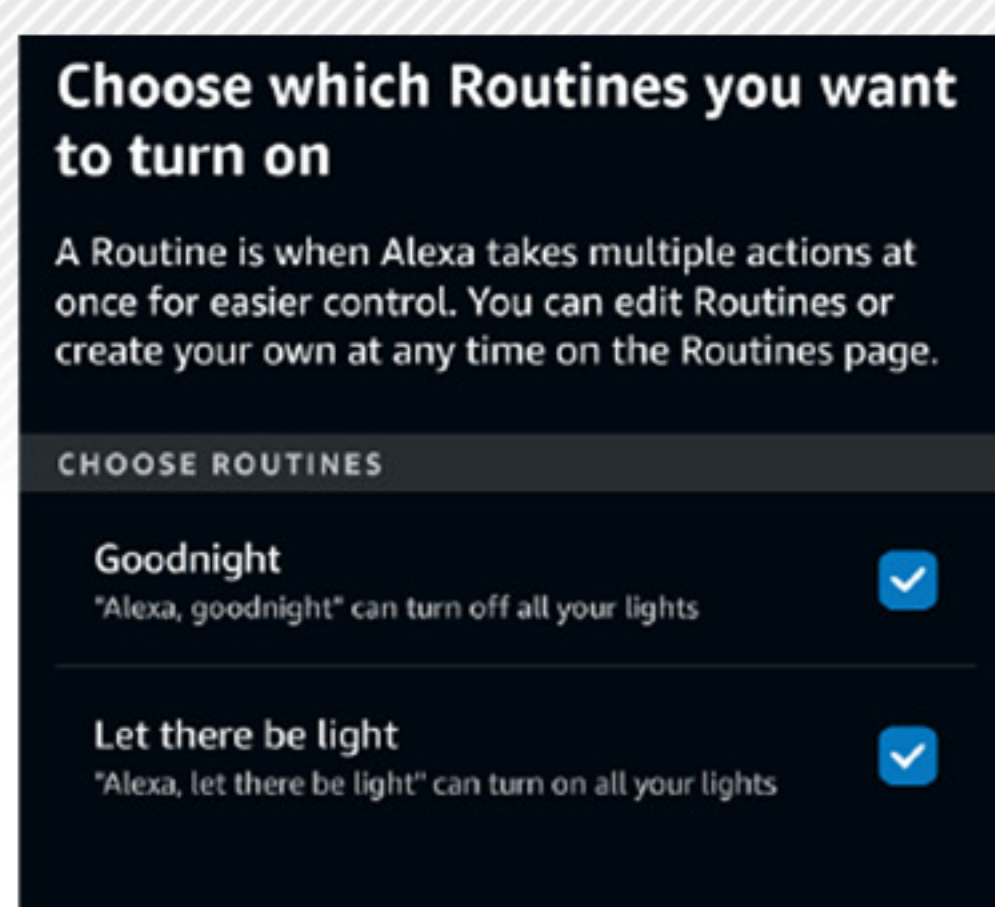 Choose which Routines you want
to turn on
A Routine is when Alexa takes multiple actions at
once for easier control. You can edit Routines or
create your own at any time on the Routines page.
CHOOSE ROUTINES
Goodnight
"Alexa, goodnight" can turn off all your lights
Let there be light
"Alexa, let there be light" can turn on all your lights